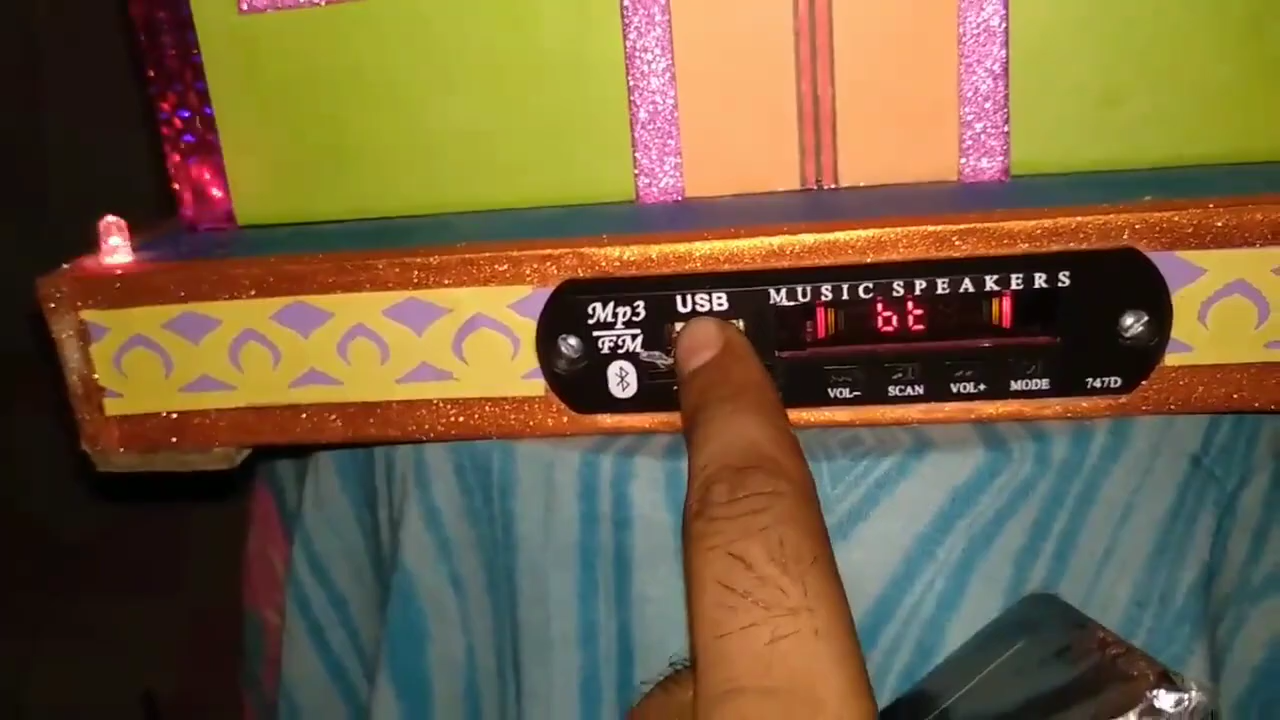 Mp3
FM
USB
MUSIC SPEAKERS
bt
VOL-
SCAN
VOL+
MODE
747D